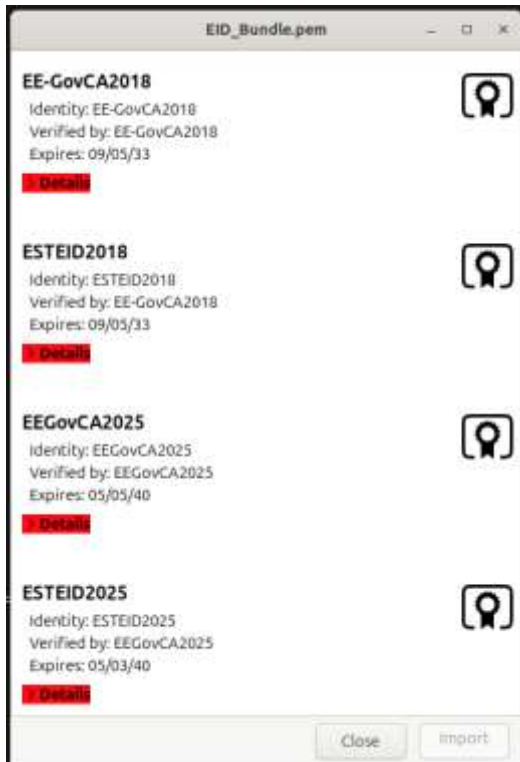 EID_Bundle.pem
EE-GovCA2018
Identity: EE-GovCA2018
Verified by: EE-GovCA2018
Expires: 09/05/33
> Details
ESTEID2018
Identity: ESTEID2018
Verified by: EE-GovCA2018
Expires: 09/05/33
> Details
EEGovCA2025
Identity: EEGovCA2025
Verified by: EEGovCA2025
Expires: 05/05/40
> Details
ESTEID2025
Identity: ESTEID2025
Verified by: EEGovCA2025
Expires: 05/03/40
> Details
Close
Import